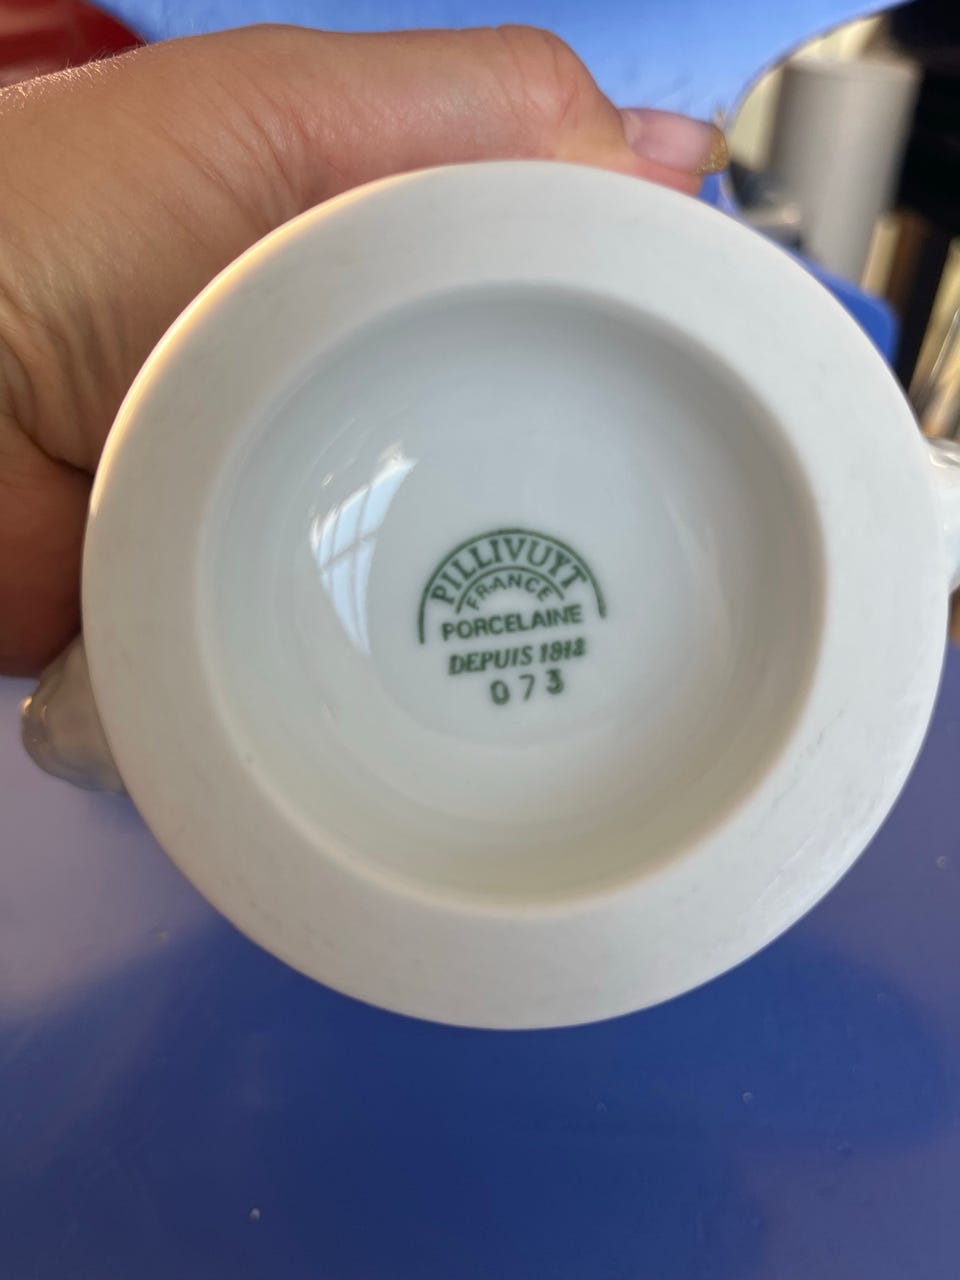 PILLIVUYT
FRANCE
PORCELAINE
DEPUIS 1818
073